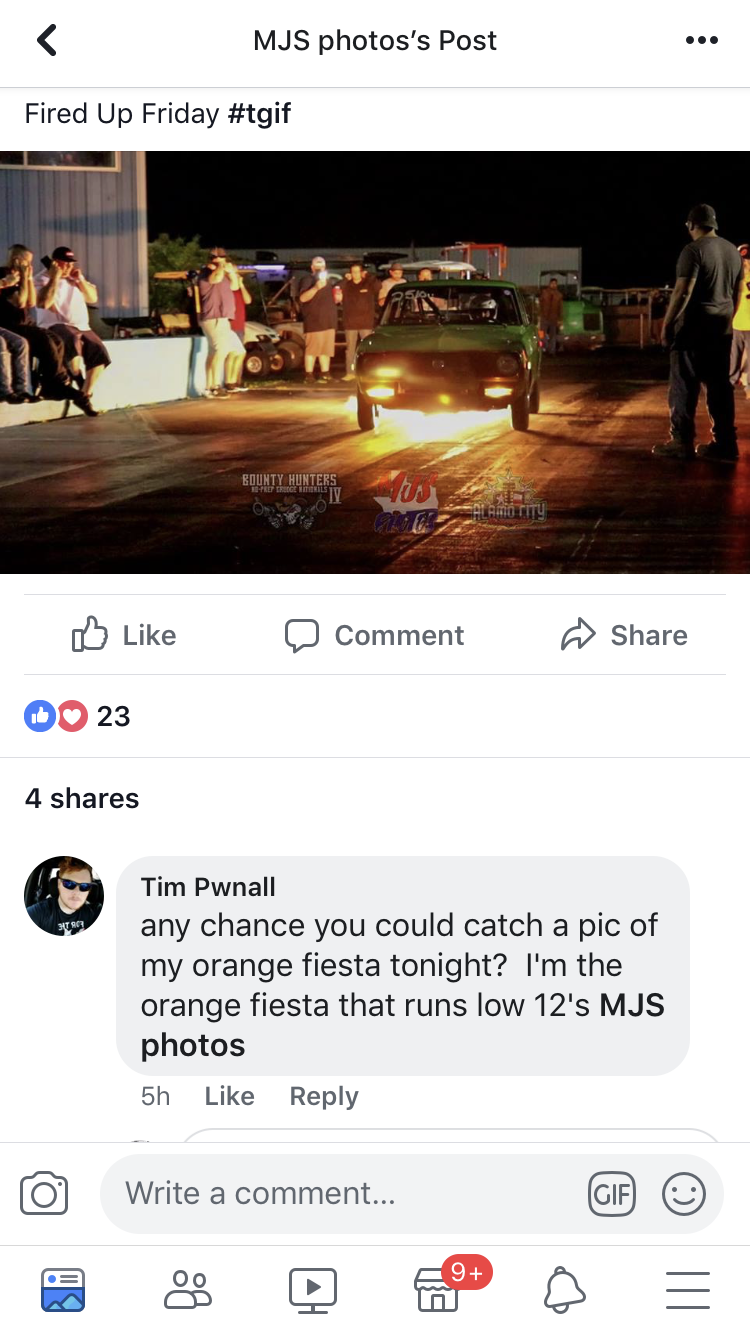 MJS photos's Post
Fired Up Friday #tgif
BOUNTY HUNTERS
NO-PREP GRUDGE NATIONALS
IV
MJS
PHOTOS
ALAMO CITY
Like
Comment
Share
23
4 shares
Tim Pwnall
any chance you could catch a pic of
my orange fiesta tonight?  I'm the
orange fiesta that runs low 12's MJS
photos
5h
Like
Reply
Write a comment...
GIF
9+